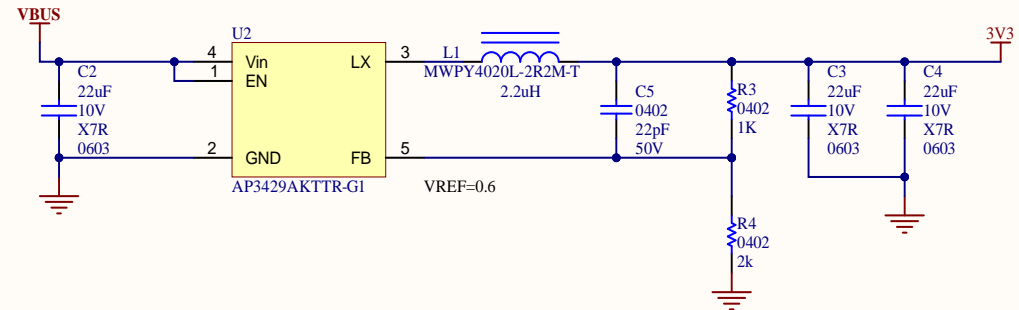 VBUS
3V3
U2
4 Vin LX 3
1 EN
2 GND FB 5
AP3429AKTTR-G1
VREF=0.6
L1
MWPY4020L-2R2M-T
2.2uH
C2
22uF
10V
X7R
0603
C5
0402
22pF
50V
R3
0402
1K
C3
22uF
10V
X7R
0603
C4
22uF
10V
X7R
0603
R4
0402
2k